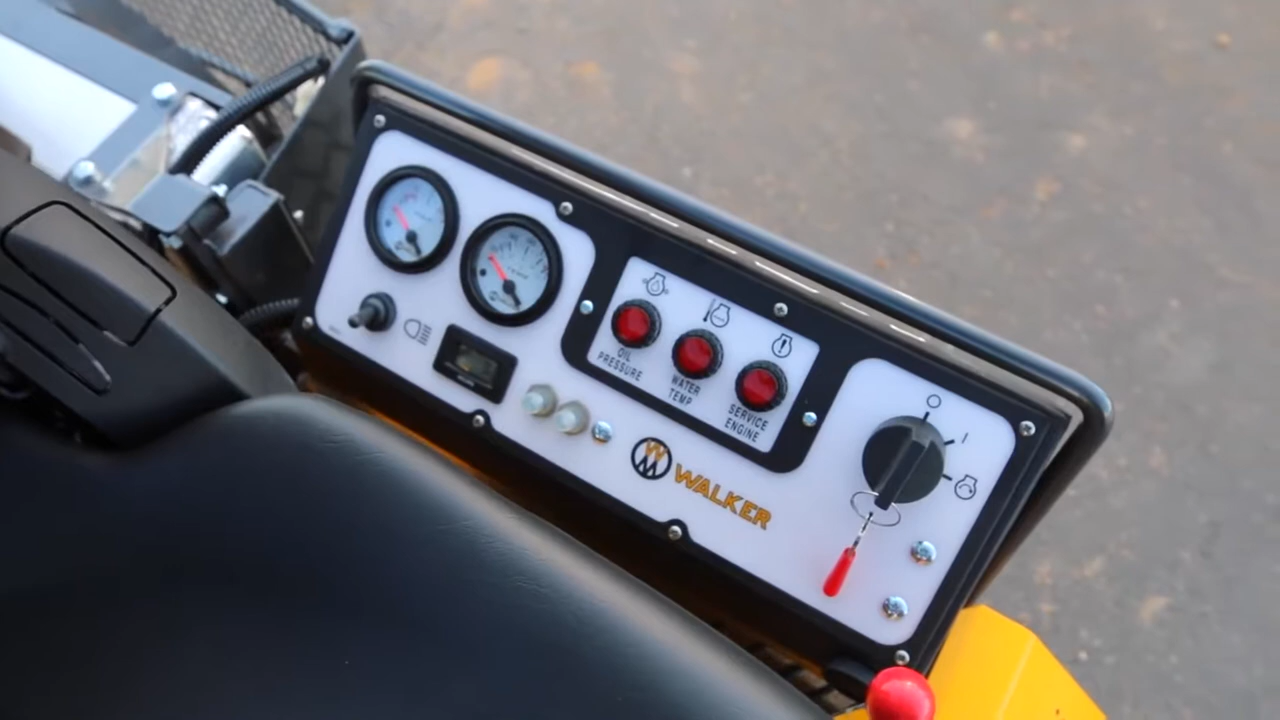 OIL
PRESSURE
WATER
TEMP
SERVICE
ENGINE
WALKER